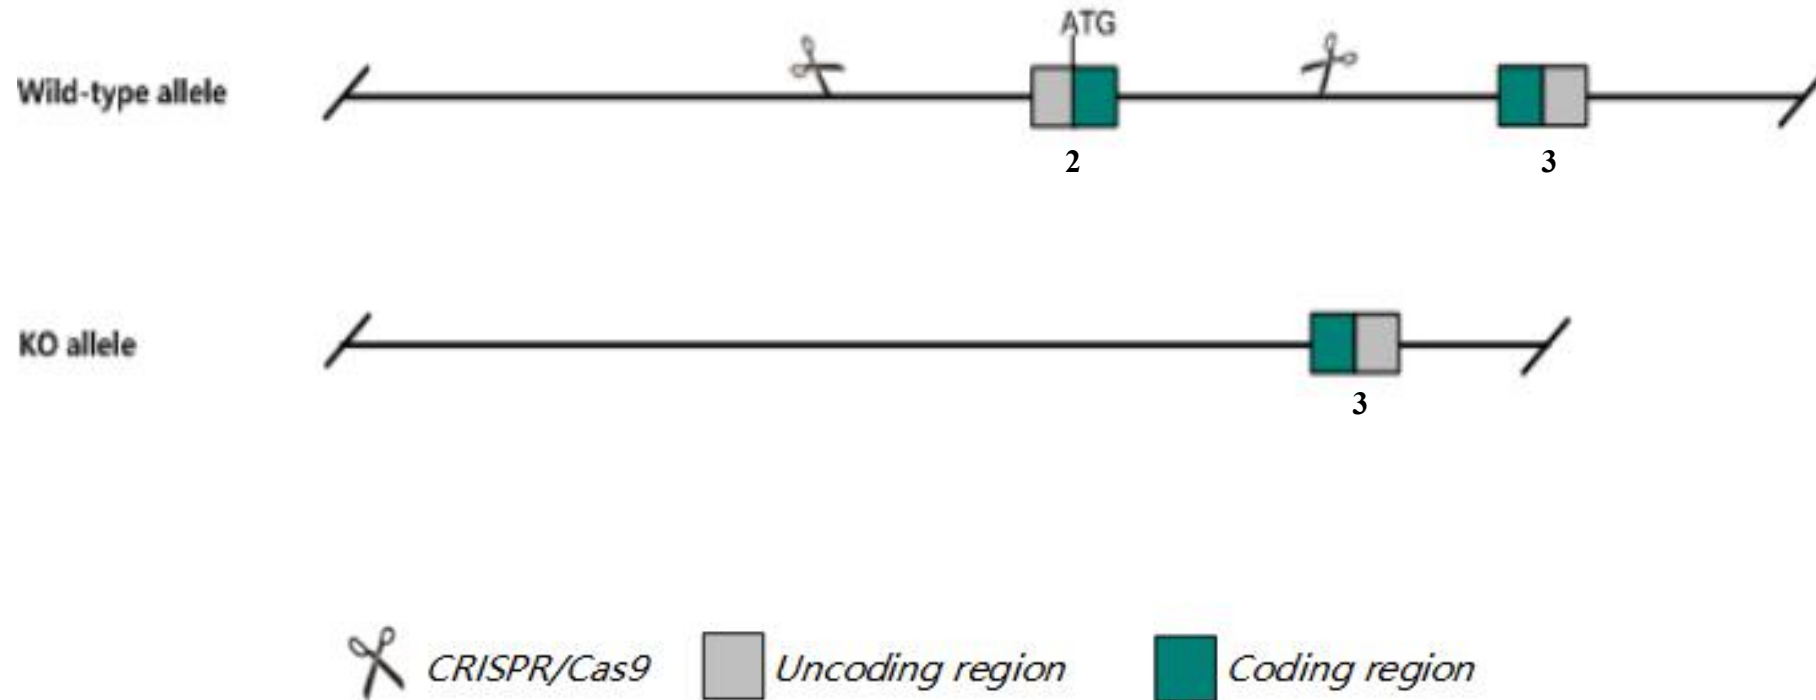 ATG
Wild-type allele
2 3
KO allele
3
CRISPR/Cas9 Uncoding region Coding region